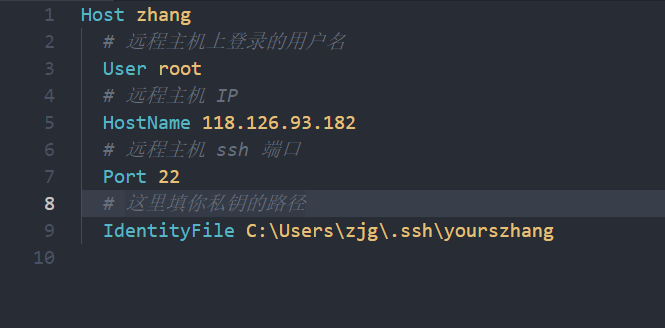 1 Host zhang
2 # 远程主机上登录的用户名
3 User root
4 # 远程主机 IP
5 HostName 118.126.93.182
6 # 远程主机 ssh 端口
7 Port 22
8 # 这里填你私钥的路径
9 IdentityFile C:\Users\zjg\.ssh\yourszhang
10